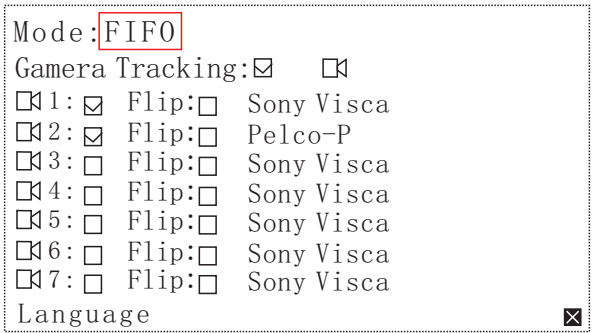 Mode:FIFO
Gamera Tracking:
1: Flip: Sony Visca
2: Flip: Pelco-P
3: Flip: Sony Visca
4: Flip: Sony Visca
5: Flip: Sony Visca
6: Flip: Sony Visca
7: Flip: Sony Visca
Language